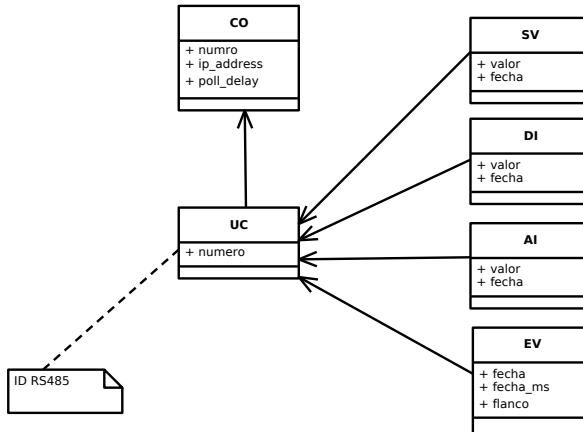 CO
+ numro
+ ip_address
+ poll_delay
SV
+ valor
+ fecha
DI
+ valor
+ fecha
UC
+ numero
AI
+ valor
+ fecha
EV
+ fecha
+ fecha_ms
+ flanco
ID RS485